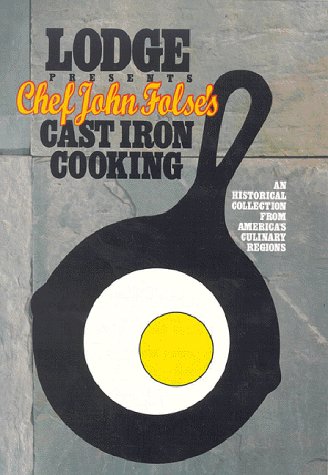 LODGE
PRESENTS
Chef John Folse's
CAST IRON
COOKING
AN
HISTORICAL
COLLECTION
FROM
AMERICA'S
CULINARY
REGIONS